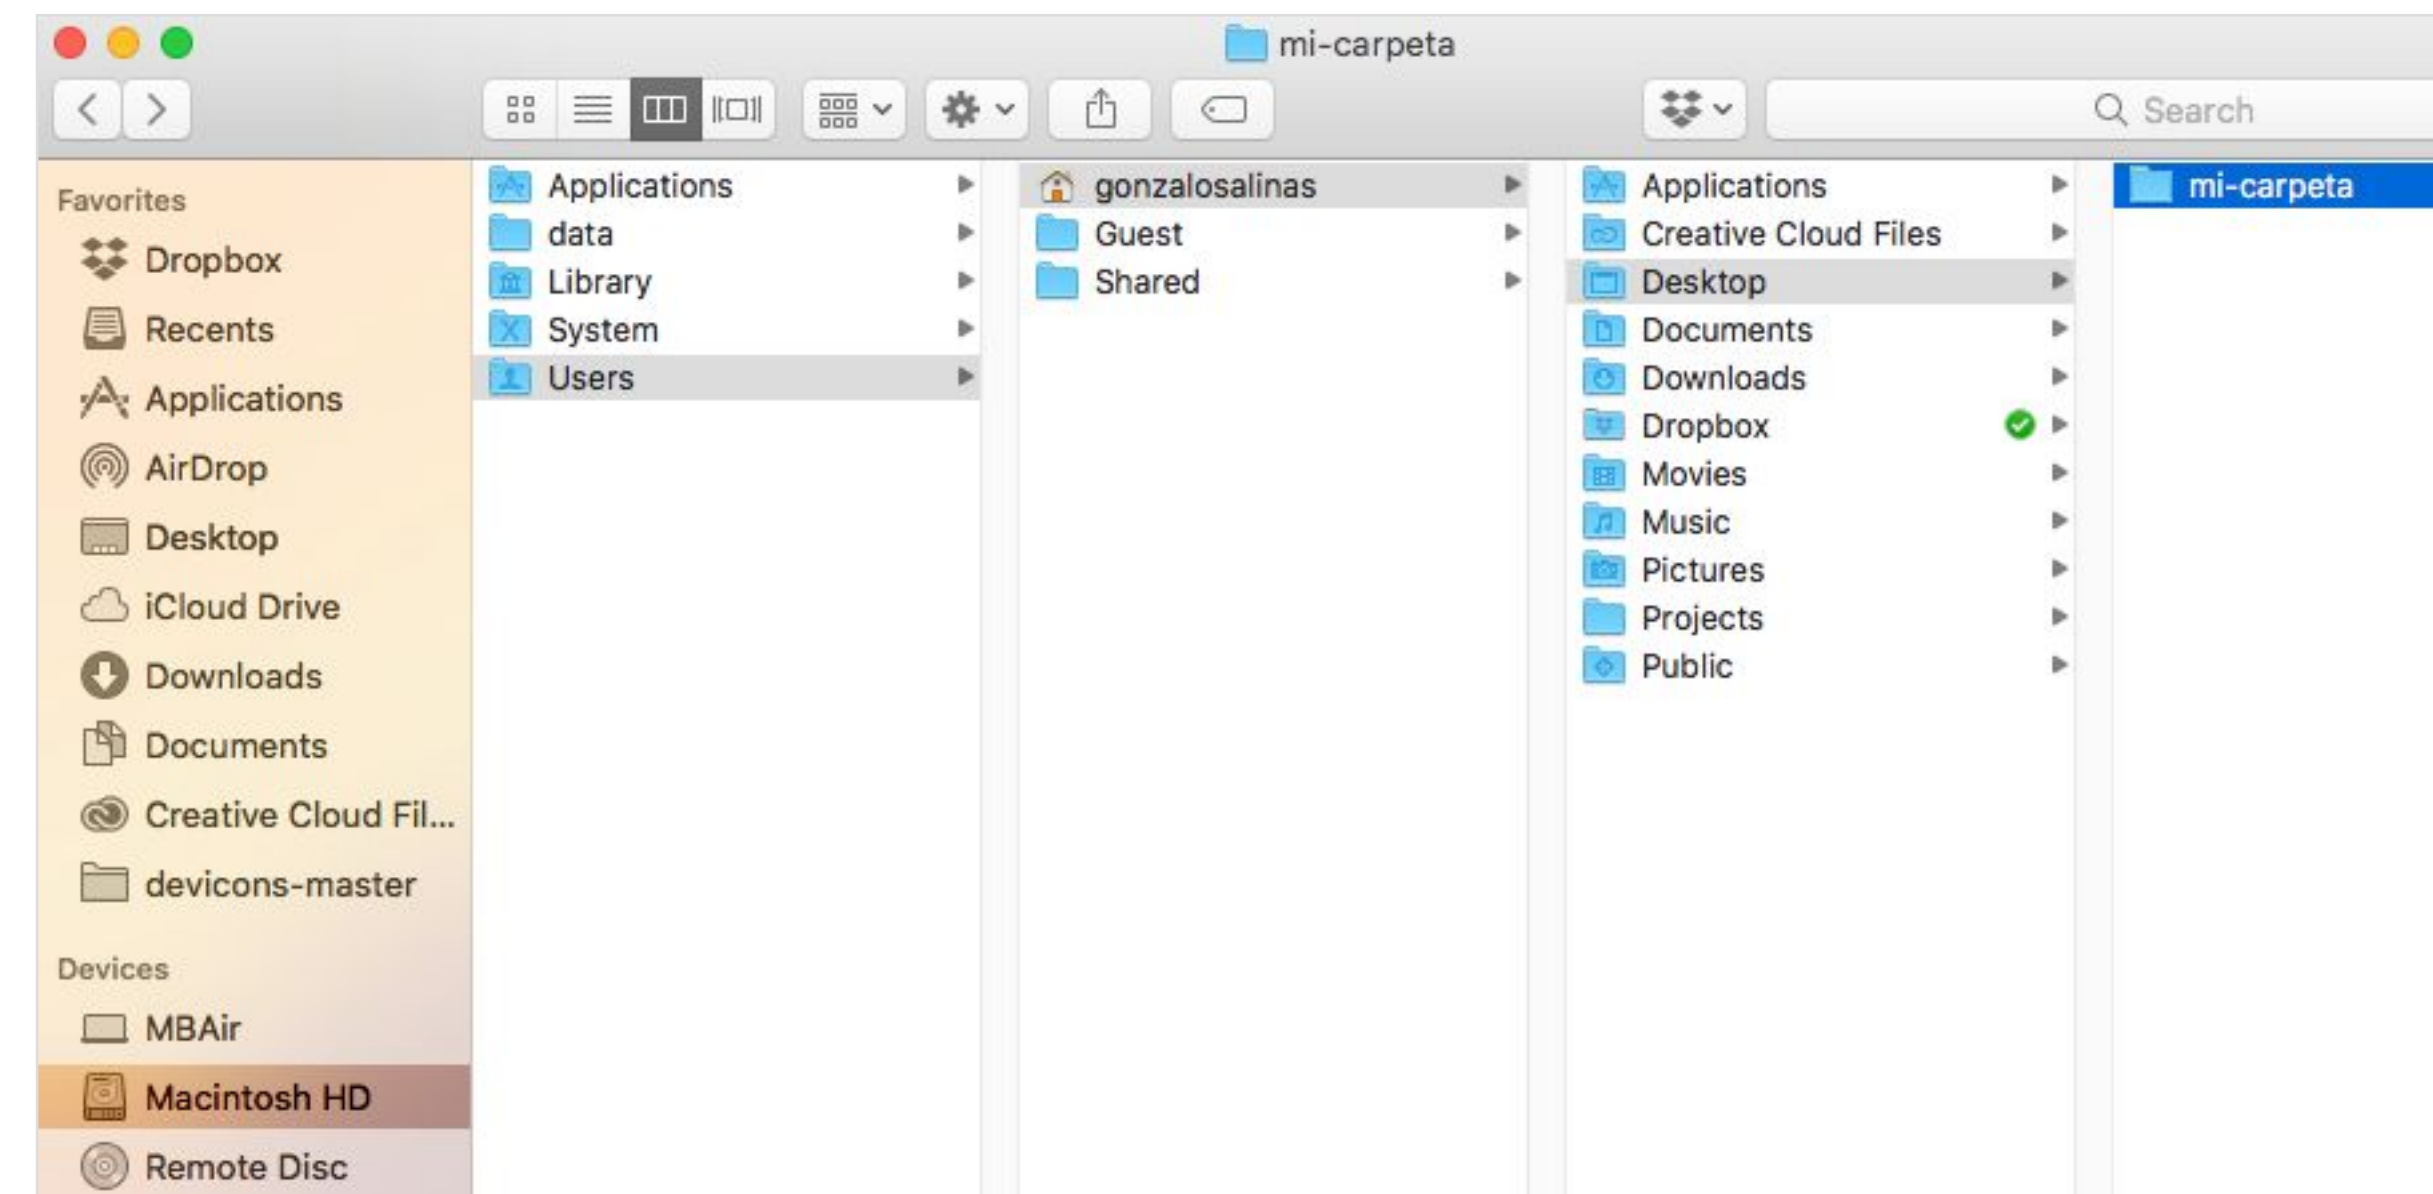 mi-carpeta
Search
Favorites
Dropbox
Recents
Applications
AirDrop
Desktop
iCloud Drive
Downloads
Documents
Creative Cloud Fil...
devicons-master
Devices
MBAir
Macintosh HD
Remote Disc
Applications
data
Library
System
Users
gonzalosalinas
Guest
Shared
Applications
Creative Cloud Files
Desktop
Documents
Downloads
Dropbox
Movies
Music
Pictures
Projects
Public
mi-carpeta